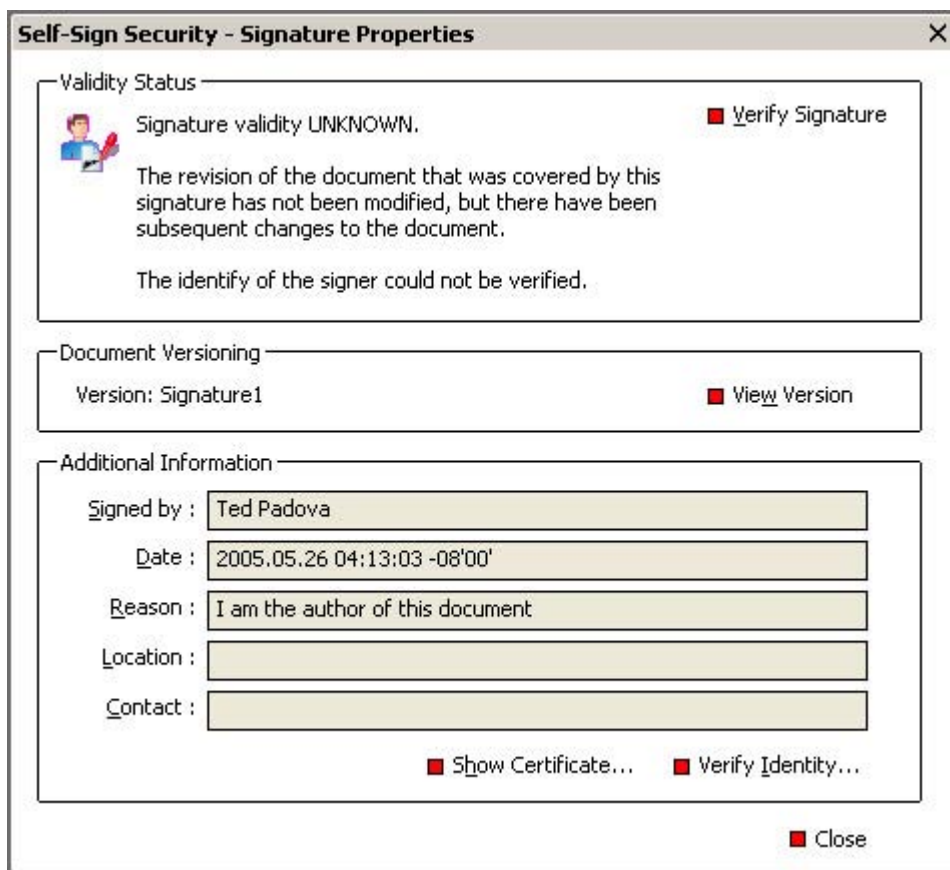 Self-Sign Security - Signature Properties
Validity Status
Signature validity UNKNOWN.
Verify Signature
The revision of the document that was covered by this
signature has not been modified, but there have been
subsequent changes to the document.
The identify of the signer could not be verified.
Document Versioning
Version: Signature1
View Version
Additional Information
Signed by : Ted Padova
Date : 2005.05.26 04:13:03 -08'00'
Reason : I am the author of this document
Location :
Contact :
Show Certificate... Verify Identity...
Close